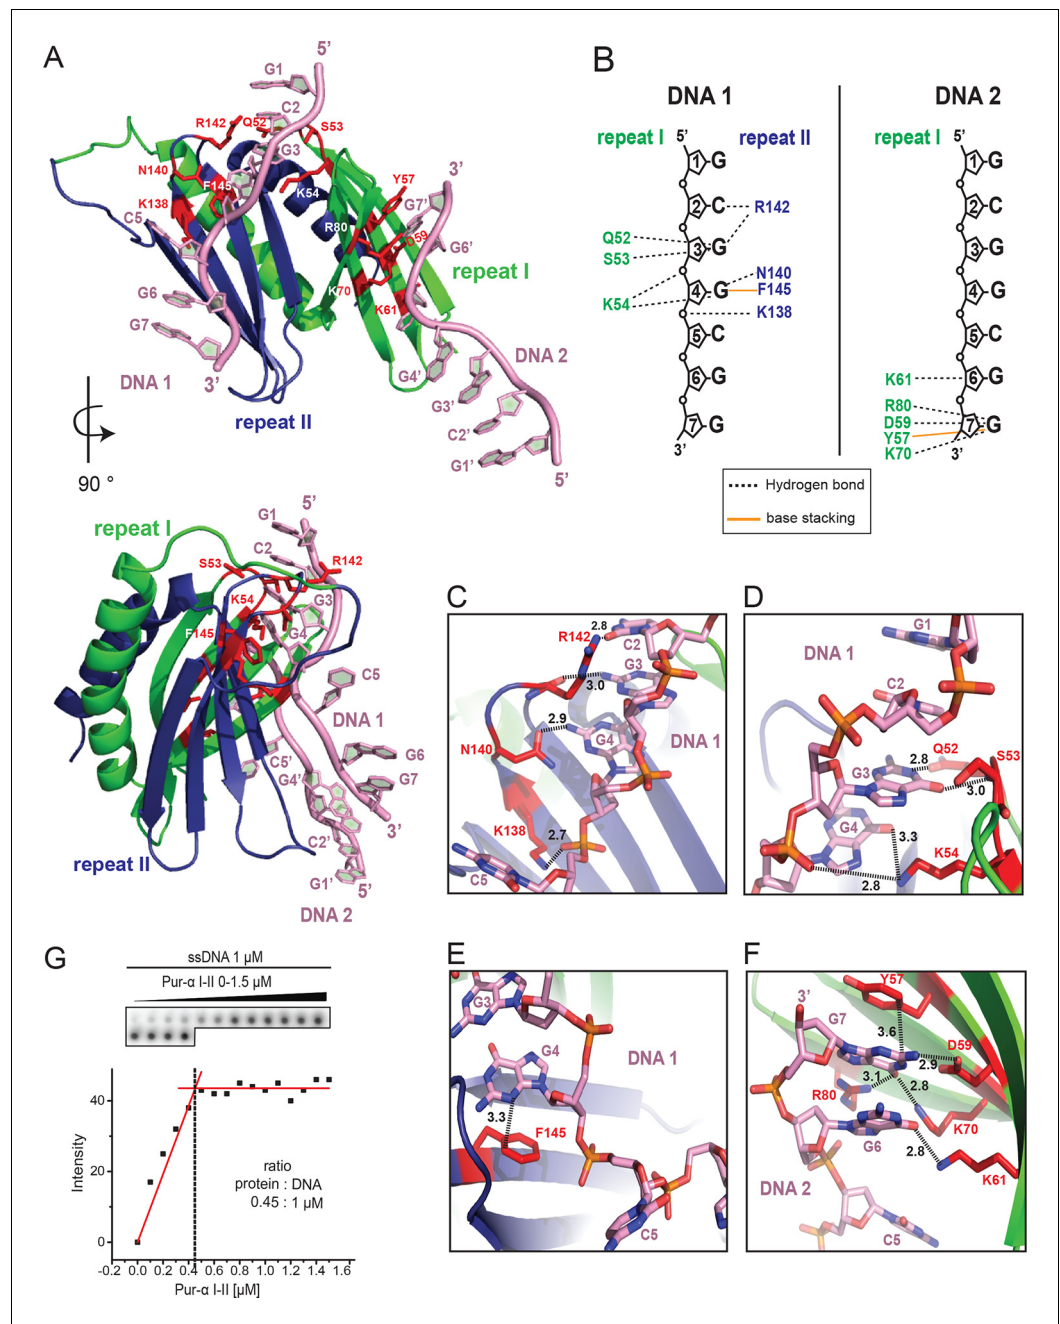 A
5’
G1
C2
R142
Q52
S53
G3
N140
F145
K54
3’
Y57
K138
G7’
C5
R80
D59
G6’
repeat I
K70
G6
K61
G7
DNA 2
G4’
DNA 1
3’
G3’
repeat II
C2’
G1’
5’
90 °
5’
G1
repeat I
C2
S53
R142
K54
G3
F145
G4
C5
DNA 1
C5’
G6
G4’
G7
3’
repeat II
C2’
G1’
5’
DNA 2
B
DNA 1
DNA 2
repeat I
5’
repeat II
repeat I
5’
1 G
1 G
2 C
R142
2 C
Q52
3 G
3 G
S53
N140
4 G
F145
4 G
K54
K138
5 C
5 C
6 G
K61
6 G
R80
7 G
D59
7 G
Y57
3’
K70
3’
Hydrogen bond
base stacking
C
2.8
R142
C2
G3
3.0
2.9
G4
DNA 1
N140
K138
2.7
C5
D
G1
DNA 1
C2
Q52
S53
2.8
G3
3.0
G4
3.3
K54
2.8
E
G3
G4
DNA 1
3.3
F145
C5
F
Y57
3’
G7
3.6
D59
2.9
3.1
R80
2.8
K70
G6
2.8
K61
DNA 2
C5
G
ssDNA 1 µM
Pur-α I-II 0-1.5 µM
40
20
0
Intensity
ratio
protein : DNA
0.45 : 1 µM
-0.2 0.0 0.2 0.4 0.6 0.8 1.0 1.2 1.4 1.6
Pur-α I-II [µM]